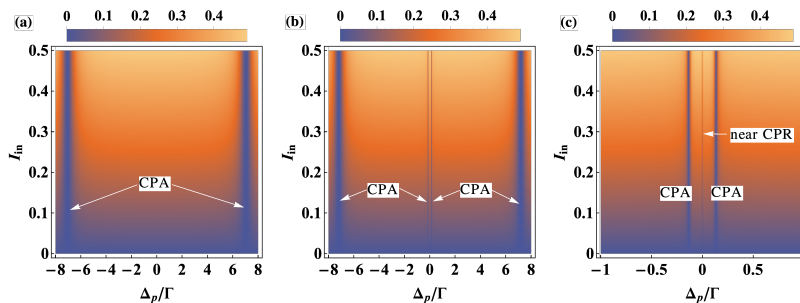 (a)
0 0.1 0.2 0.3 0.4
I_in
0.5
0.4
0.3
0.2
0.1
0
CPA
−8 −6 −4 −2 0 2 4 6 8
Δ_p/Γ
(b)
0 0.1 0.2 0.3 0.4
I_in
0.5
0.4
0.3
0.2
0.1
0
CPA CPA
−8 −6 −4 −2 0 2 4 6 8
Δ_p/Γ
(c)
0 0.1 0.2 0.3 0.4
I_in
0.5
0.4
0.3
0.2
0.1
0
near CPR
CPA CPA
−1 −0.5 0 0.5
Δ_p/Γ